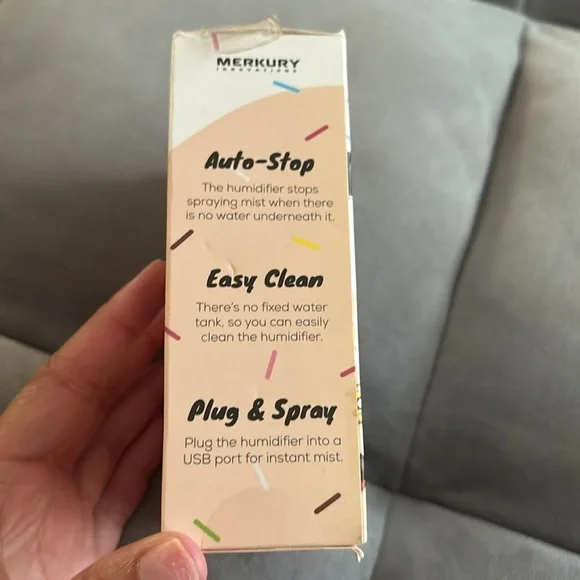 MERKURY
INNOVATIONS
Auto-Stop
The humidifier stops
spraying mist when there
is no water underneath it.
Easy Clean
There's no fixed water
tank, so you can easily
clean the humidifier.
Plug & Spray
Plug the humidifier into a
USB port for instant mist.